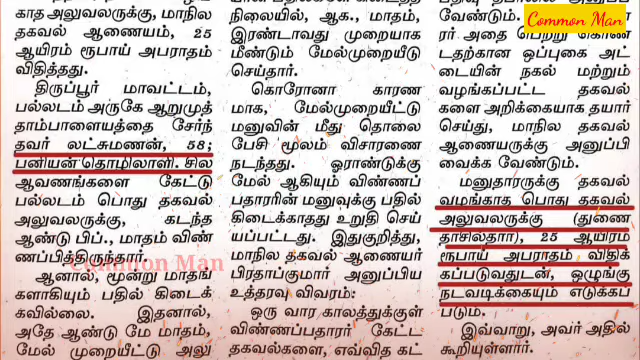 காத அலுவலருக்கு, மாநில
தகவல் ஆணையம், 25
ஆயிரம் ரூபாய் அபராதம்
விதித்தது.
திருப்பூர் மாவட்டம்,
பல்லடம் அருகே ஆறுமுத்
தாம்பாளையத்தை சேர்ந்
தவர் லட்சுமணன், 58;
பனியன் தொழிலாளி. சில
ஆவணங்களை கேட்டு
பல்லடம் பொது தகவல்
அலுவலருக்கு, கடந்த
ஆண்டு பிப்., மாதம் விண்
ணப்பித்திருந்தார்.
ஆனால், மூன்று மாதங்
களாகியும் பதில் கிடைக்
கவில்லை. இதனால்,
அதே ஆண்டு மே மாதம்,
மேல் முறையீட்டு அலு
நிலையில், ஆக., மாதம்,
இரண்டாவது முறையாக
மீண்டும் மேல்முறையீடு
செய்தார்.
கொரோனா காரண
மாக, மேல்முறையீட்டு
மனுவின் மீது தொலை
பேசி மூலம் விசாரணை
நடந்தது. ஓராண்டுக்கு
மேல் ஆகியும் விண்ணப்
பதாரரின் மனுவுக்கு பதில்
கிடைக்காதது உறுதி செய்
யப்பட்டது. இதுகுறித்து,
மாநில தகவல் ஆணையர்
பிரதாப்குமார் அனுப்பிய
உத்தரவு விவரம்:
ஒரு வார காலத்துக்குள்
விண்ணப்பதாரர் கேட்ட
தகவல்களை, எவ்வித கட்
வேண்டும்.
ரர் அதை பெற்று கொண்
டதற்கான ஒப்புகை அட்
டையின் நகல் மற்றும்
வழங்கப்பட்ட தகவல்
களை அறிக்கையாக தயார்
செய்து, மாநில தகவல்
ஆணையருக்கு அனுப்பி
வைக்க வேண்டும்.
மனுதாரருக்கு தகவல்
வழங்காத பொது தகவல்
அலுவலருக்கு (துணை
தாசில்தார்), 25 ஆயிரம்
ரூபாய் அபராதம் விதிக்
கப்படுவதுடன், ஒழுங்கு
நடவடிக்கையும் எடுக்கப்
படும்.
இவ்வாறு, அவர் அதில்
கூறியுள்ளார்.
Common Man
Common Man